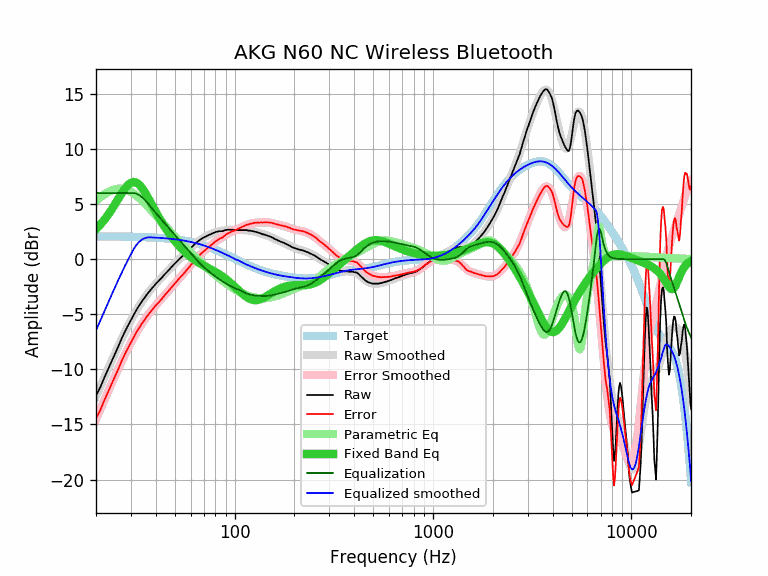 AKG N60 NC Wireless Bluetooth
15
10
5
0
−5
−10
−15
−20
Amplitude (dBr)
Target
Raw Smoothed
Error Smoothed
Raw
Error
Parametric Eq
Fixed Band Eq
Equalization
Equalized smoothed
100
1000
10000
Frequency (Hz)